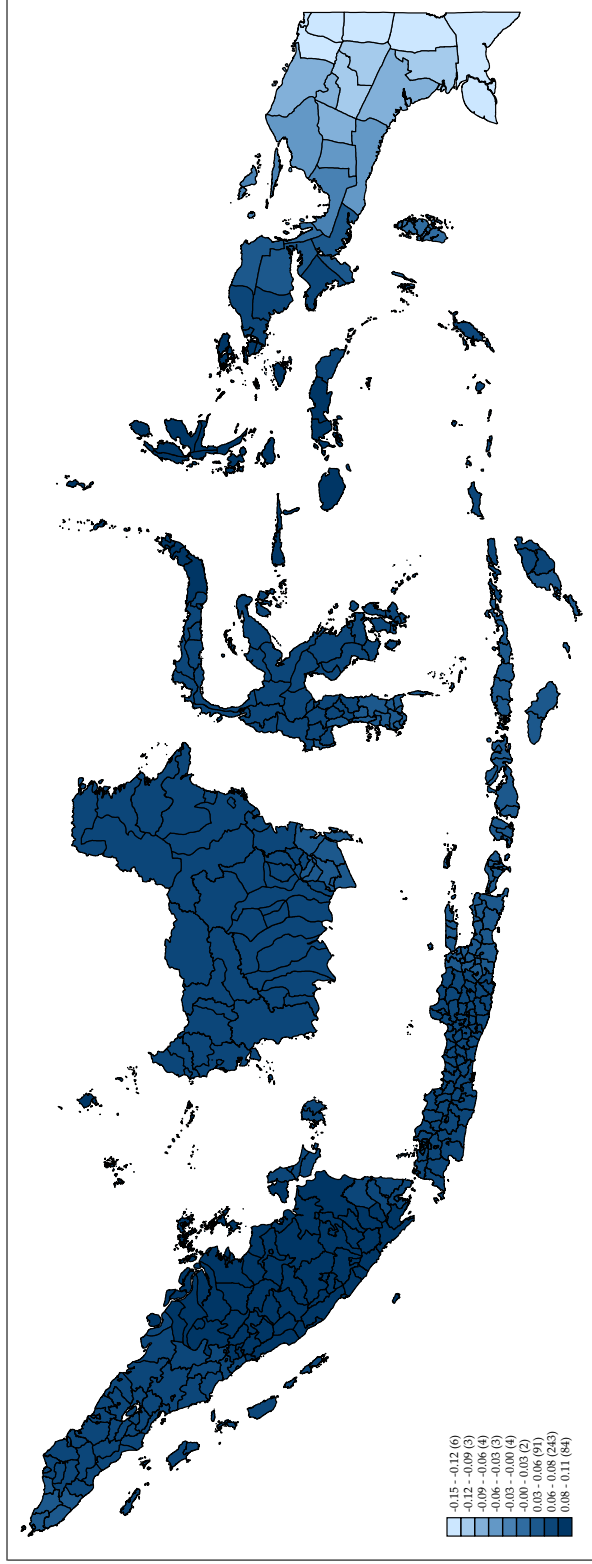 -0.15 - -0.12 (6)
-0.12 - -0.09 (3)
-0.09 - -0.06 (4)
-0.06 - -0.03 (3)
-0.03 - -0.00 (4)
-0.00 - 0.03 (2)
0.03 - 0.06 (91)
0.06 - 0.08 (243)
0.08 - 0.11 (84)